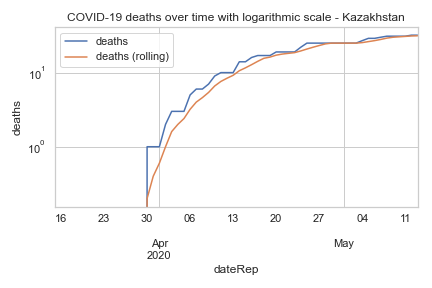 COVID-19 deaths over time with logarithmic scale - Kazakhstan
deaths
deaths (rolling)
10¹
10⁰
deaths
16 23 30 06 13 20 27 04 11
Apr May
2020
dateRep